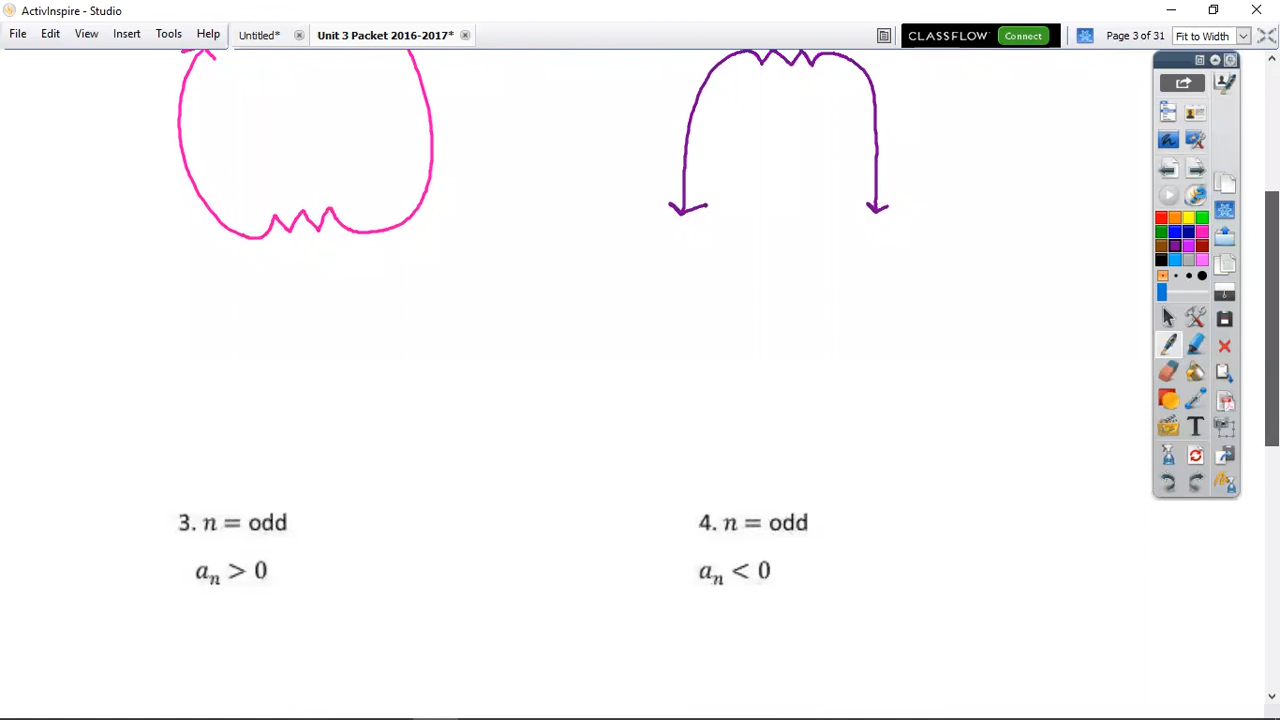 ActivInspire - Studio
File Edit View Insert Tools Help Untitled* Unit 3 Packet 2016-2017* CLASSFLOW Connect Page 3 of 31 Fit to Width
3. n = odd 4. n = odd
aₙ > 0 aₙ < 0